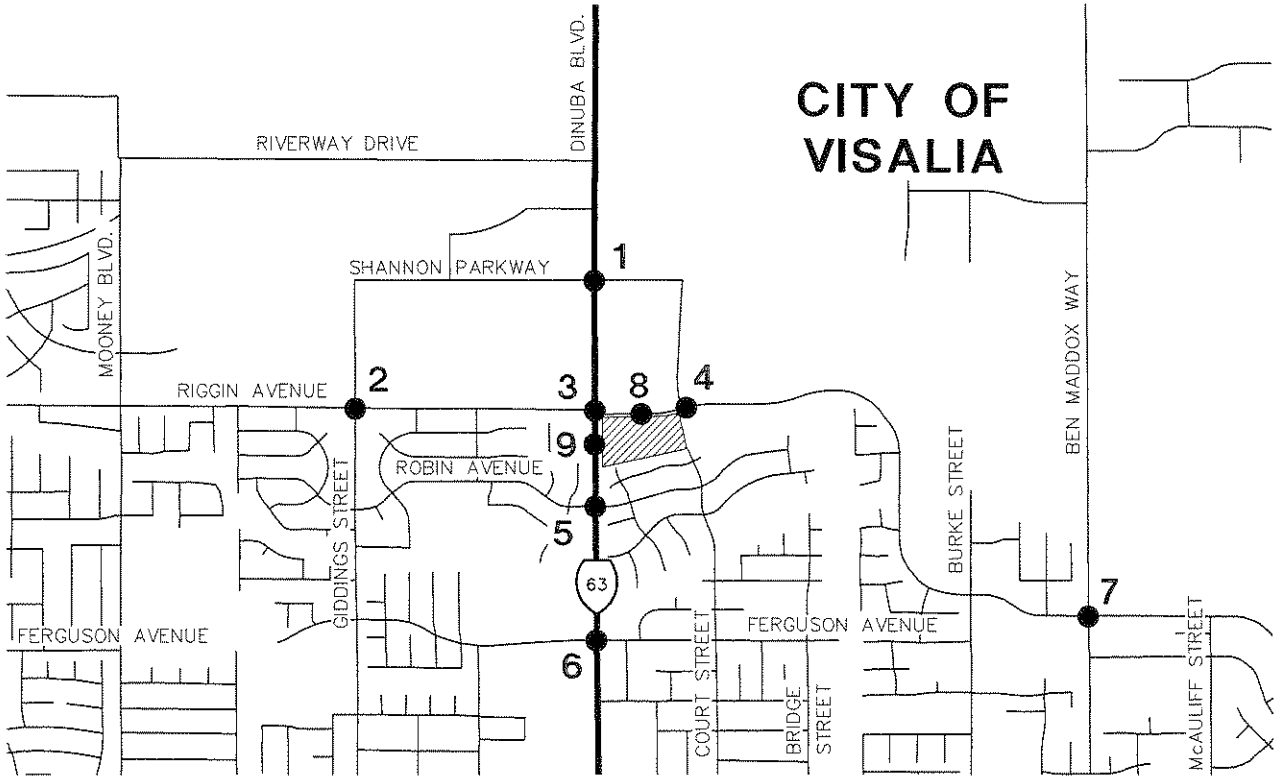 DINUBA BLVD.
CITY OF
VISALIA
RIVERWAY DRIVE
MOONEY BLVD.
SHANNON PARKWAY
1
BEN MADDOX WAY
RIGGIN AVENUE
2
3
8
4
9
ROBIN AVENUE
GIDDINGS STREET
5
BURKE STREET
63
7
FERGUSON AVENUE
6
COURT STREET
FERGUSON AVENUE
BRIDGE
STREET
McAULIFF STREET